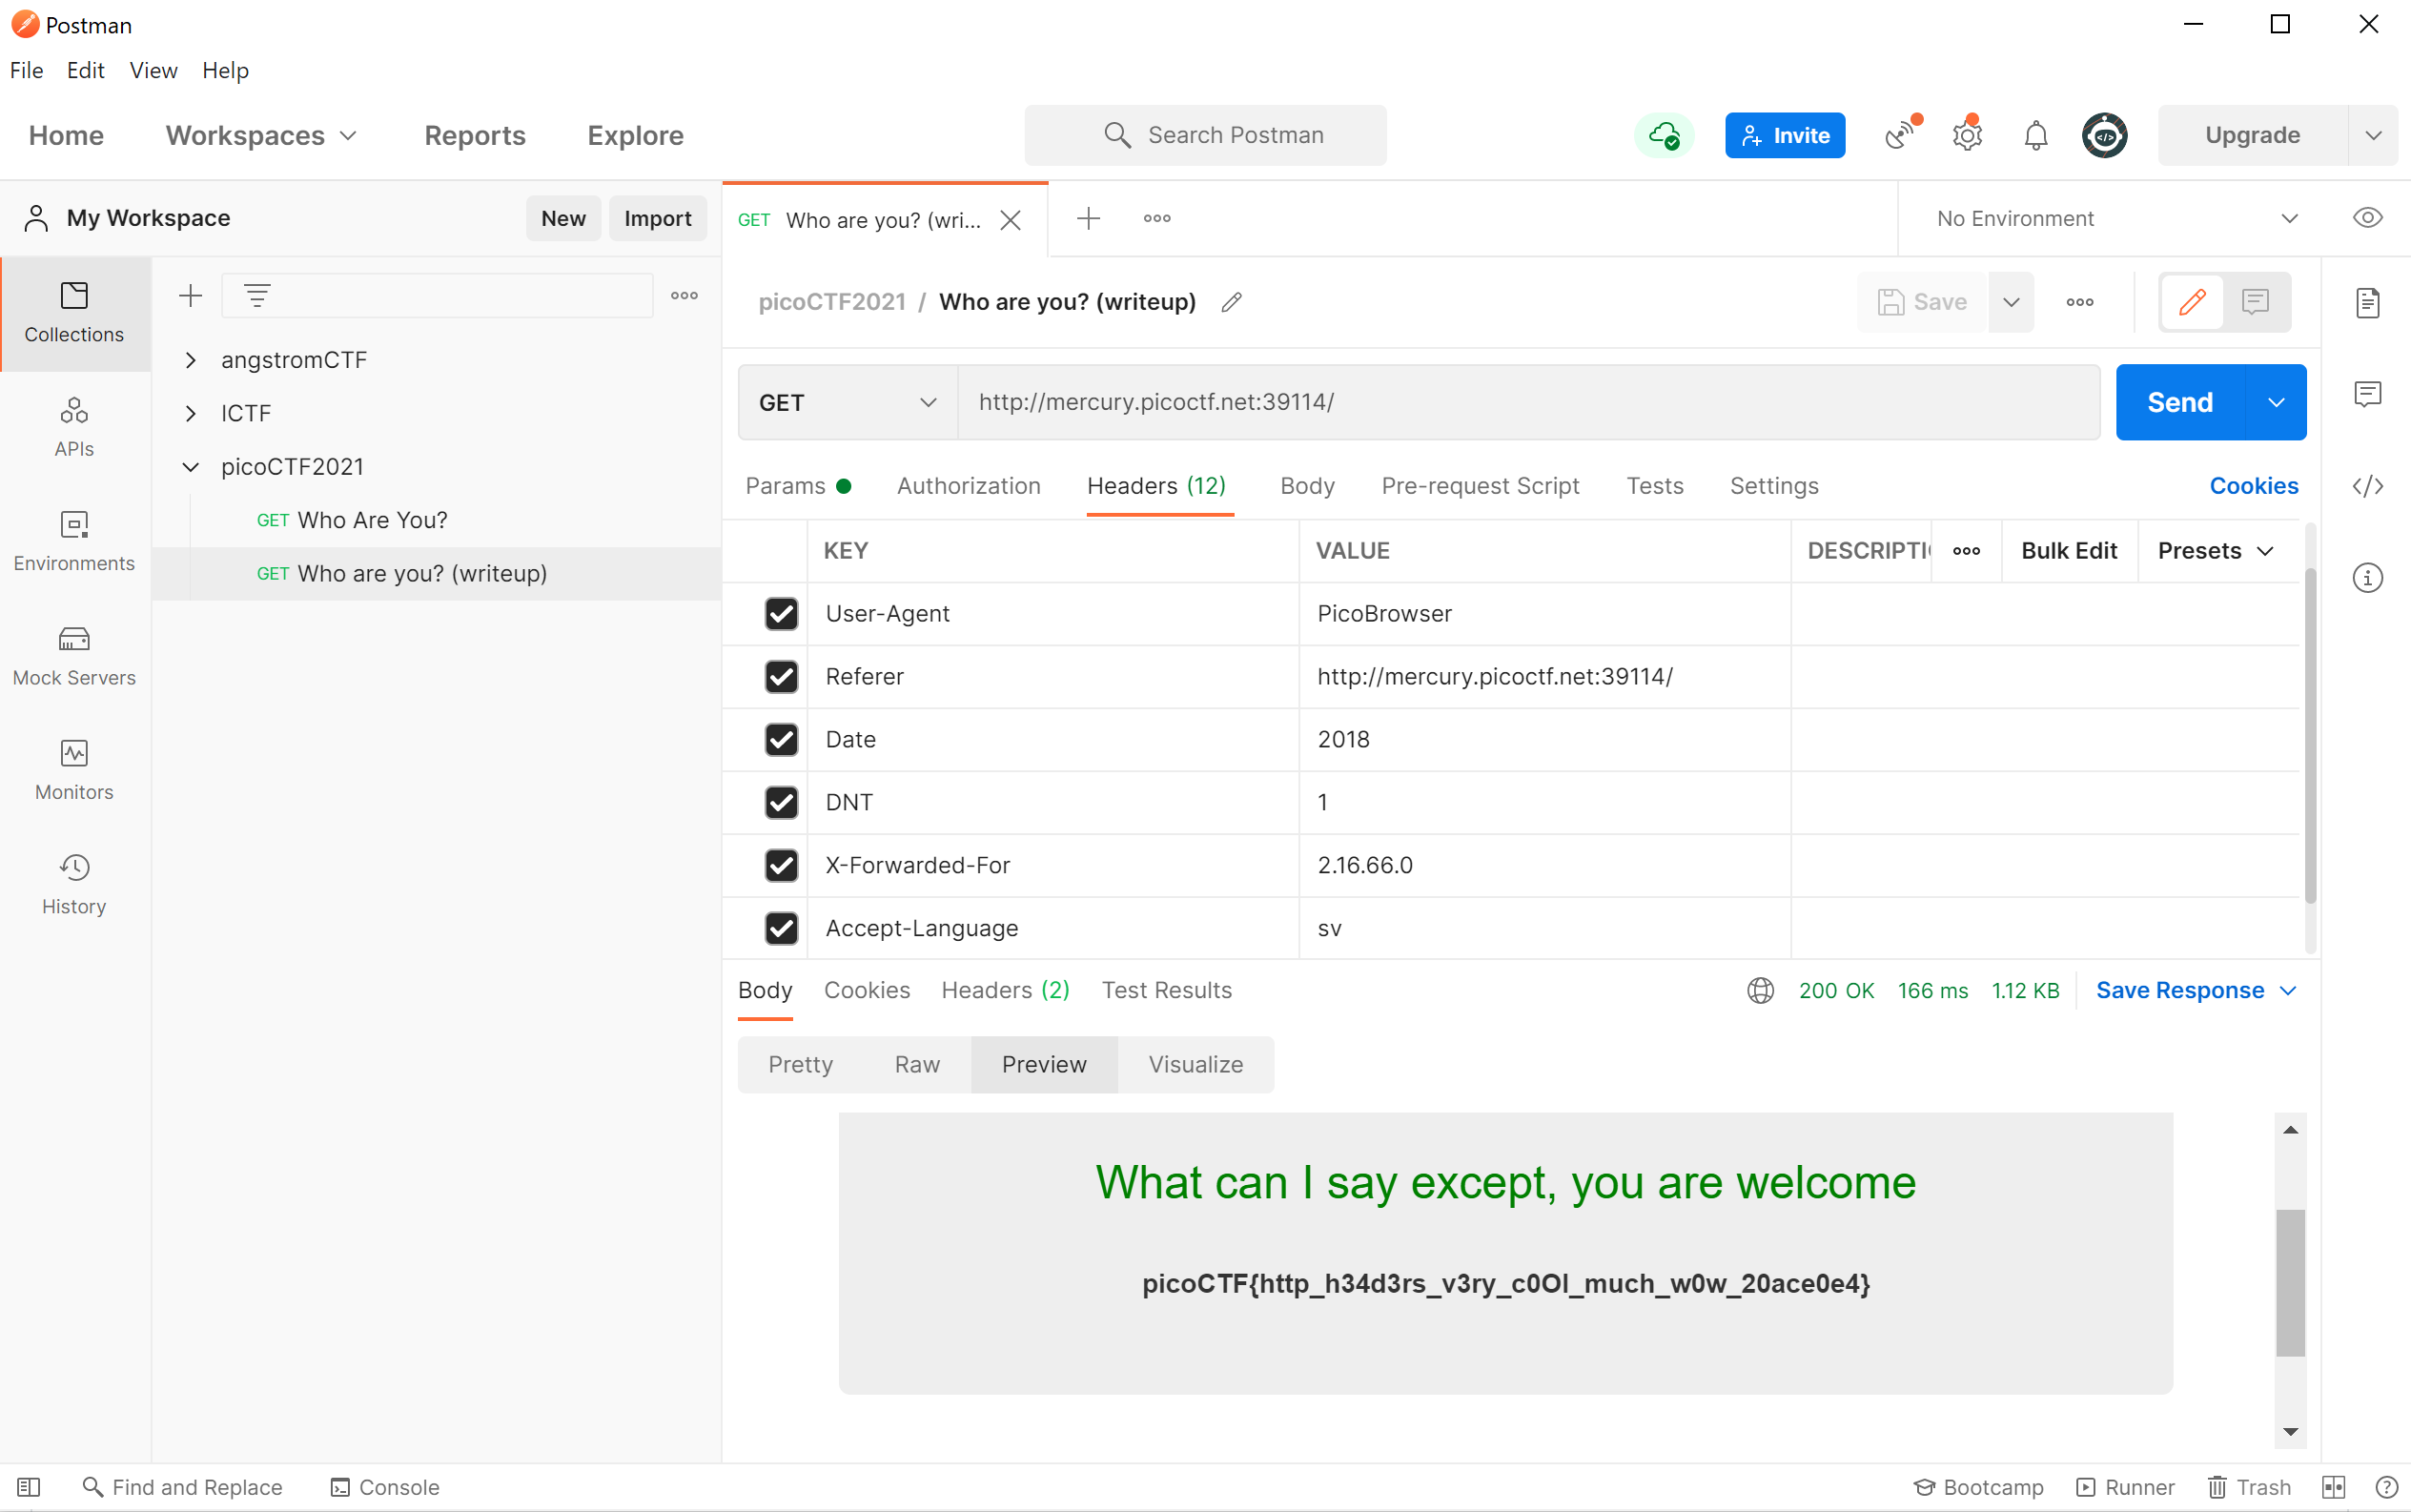 Postman
File Edit View Help
Home Workspaces Reports Explore Search Postman Invite Upgrade
My Workspace New Import GET Who are you? (wri... No Environment
Collections
APIs
Environments
Mock Servers
Monitors
History
angstromCTF
ICTF
picoCTF2021
GET Who Are You?
GET Who are you? (writeup)
picoCTF2021 / Who are you? (writeup) Save
GET http://mercury.picoctf.net:39114/ Send
Params Authorization Headers (12) Body Pre-request Script Tests Settings Cookies
KEY VALUE DESCRIPTI Bulk Edit Presets
User-Agent PicoBrowser
Referer http://mercury.picoctf.net:39114/
Date 2018
DNT 1
X-Forwarded-For 2.16.66.0
Accept-Language sv
Body Cookies Headers (2) Test Results 200 OK 166 ms 1.12 KB Save Response
Pretty Raw Preview Visualize
What can I say except, you are welcome
picoCTF{http_h34d3rs_v3ry_c0Ol_much_w0w_20ace0e4}
Find and Replace Console Bootcamp Runner Trash